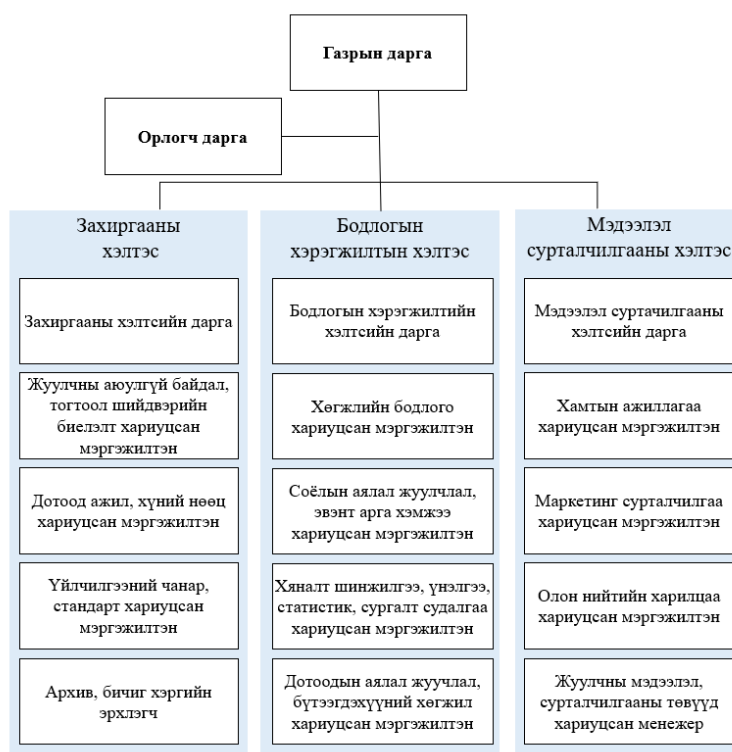 Газрын дарга
Орлогч дарга
Захиргааны
хэлтэс
Захиргааны хэлтсийн дарга
Жуулчны аюулгүй байдал,
тогтоол шийдвэрийн
биелэлт хариуцсан
мэргэжилтэн
Дотоод ажил, хүний нөөц
хариуцсан мэргэжилтэн
Үйлчилгээний чанар,
стандарт хариуцсан
мэргэжилтэн
Архив, бичиг хэргийн
эрхлэгч
Бодлогын
хэрэгжилтын хэлтэс
Бодлогын хэрэгжилтийн
хэлтсийн дарга
Хөгжлийн бодлого
хариуцсан мэргэжилтэн
Соёлын аялал жуулчлал,
эвэнт арга хэмжээ
хариуцсан мэргэжилтэн
Хяналт шинжилгээ, үнэлгээ,
статистик, сургалт судалгаа
хариуцсан мэргэжилтэн
Дотоодын аялал жуучлал,
бүтээгдэхүүний хөгжил
хариуцсан мэргэжилтэн
Мэдээлэл
сурталчилгааны хэлтэс
Мэдээлэл суртачилгааны
хэлтсийн дарга
Хамтын ажиллагаа
хариуцсан мэргэжилтэн
Маркетинг сурталчилгаа
хариуцсан мэргэжилтэн
Олон нийтийн харилцаа
хариуцсан мэргэжилтэн
Жуулчны мэдээлэл,
сурталчилгааны төвүүд
хариуцсан менежер